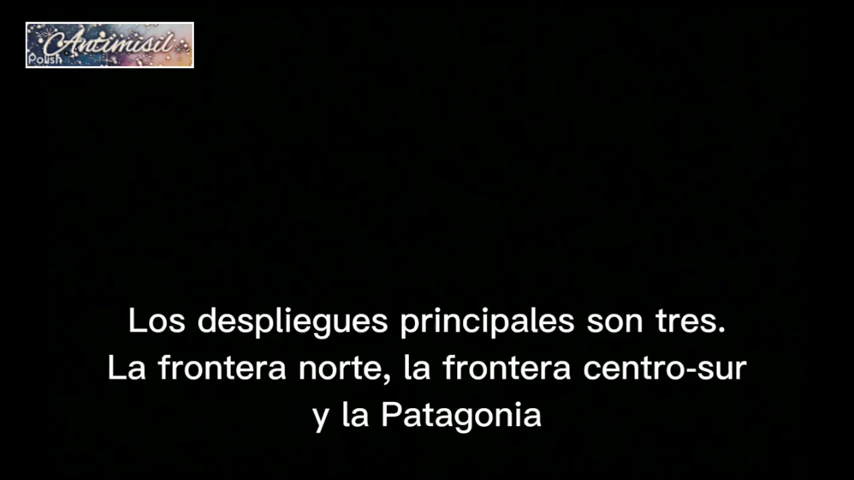 Antimisil
Polish
Los despliegues principales son tres.
La frontera norte, la frontera centro-sur
y la Patagonia